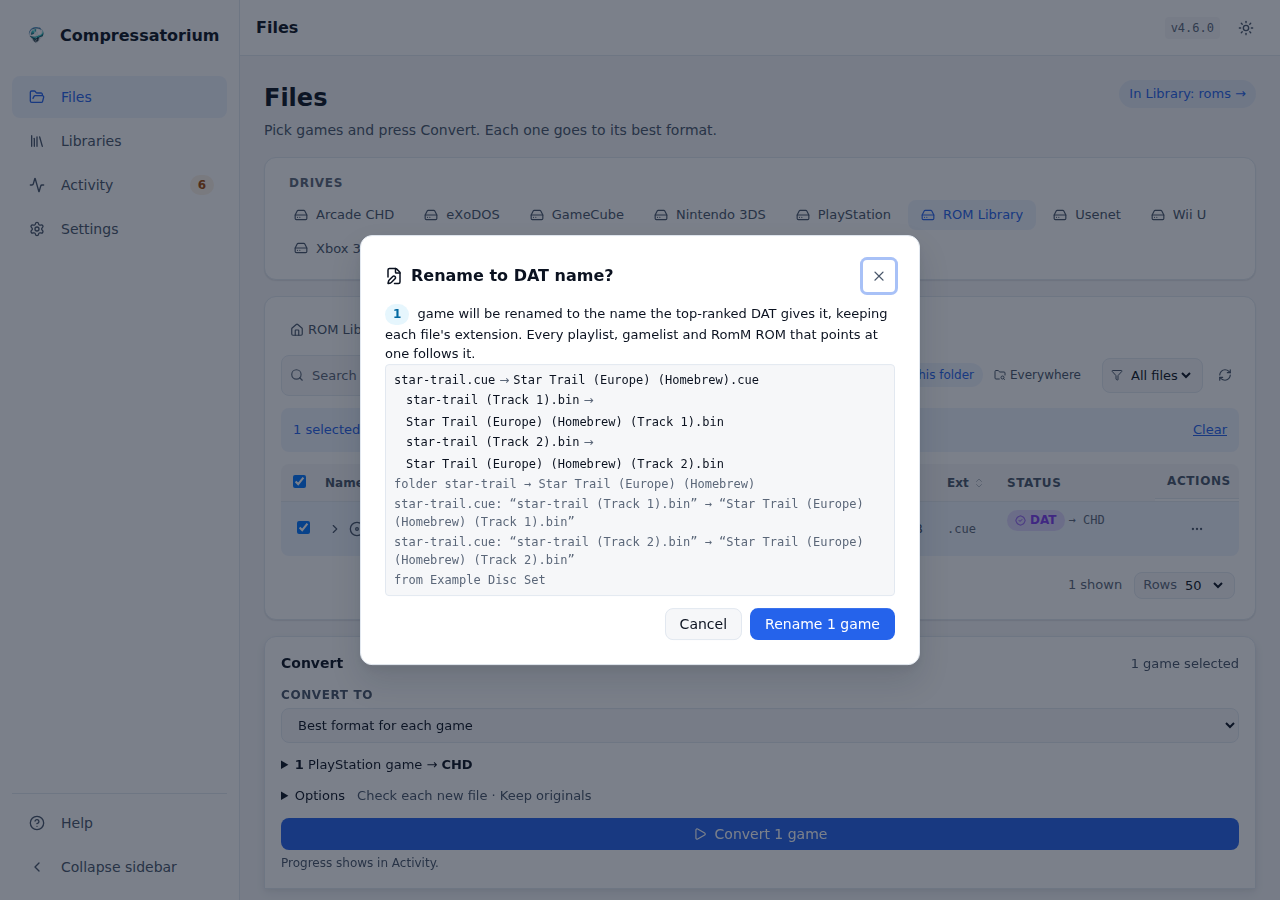 Compressatorium
Files
v4.6.0
Files
Libraries
Activity
6
Settings
Help
Collapse sidebar
Files
In Library: roms →
Pick games and press Convert. Each one goes to its best format.
DRIVES
Arcade CHD
eXoDOS
GameCube
Nintendo 3DS
PlayStation
ROM Library
Usenet
Wii U
Xbox 3
ROM Lib
Search
his folder
Everywhere
All files
1 selected
Clear
Name
Ext
STATUS
ACTIONS
.cue
DAT
→ CHD
1 shown
Rows 50
Rename to DAT name?
1 game will be renamed to the name the top-ranked DAT gives it, keeping
each file's extension. Every playlist, gamelist and RomM ROM that points at
one follows it.
star-trail.cue → Star Trail (Europe) (Homebrew).cue
star-trail (Track 1).bin →
Star Trail (Europe) (Homebrew) (Track 1).bin
star-trail (Track 2).bin →
Star Trail (Europe) (Homebrew) (Track 2).bin
folder star-trail → Star Trail (Europe) (Homebrew)
star-trail.cue: “star-trail (Track 1).bin” → “Star Trail (Europe)
(Homebrew) (Track 1).bin”
star-trail.cue: “star-trail (Track 2).bin” → “Star Trail (Europe)
(Homebrew) (Track 2).bin”
from Example Disc Set
Cancel
Rename 1 game
Convert
1 game selected
CONVERT TO
Best format for each game
1 PlayStation game → CHD
Options Check each new file · Keep originals
Convert 1 game
Progress shows in Activity.